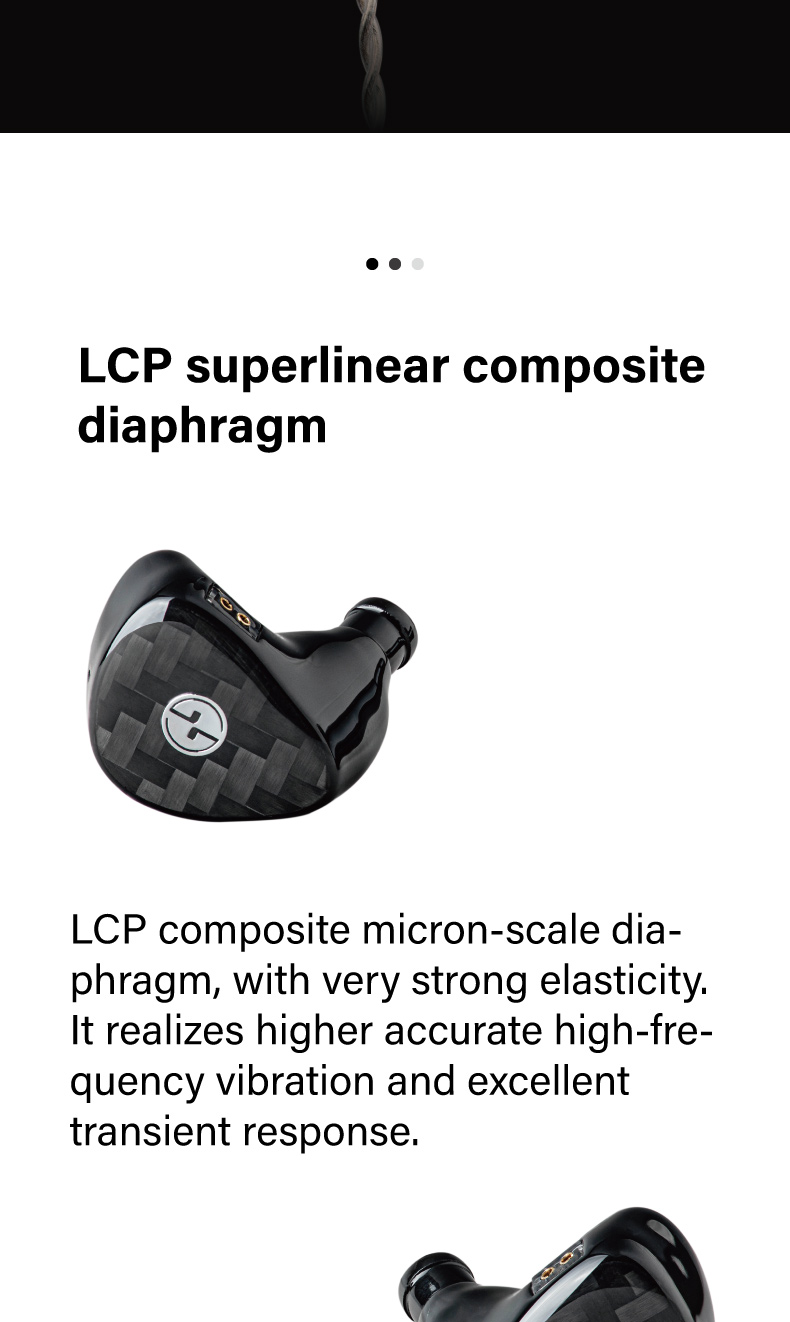 LCP superlinear composite
diaphragm
LCP composite micron-scale dia-
phragm, with very strong elasticity.
It realizes higher accurate high-fre-
quency vibration and excellent
transient response.